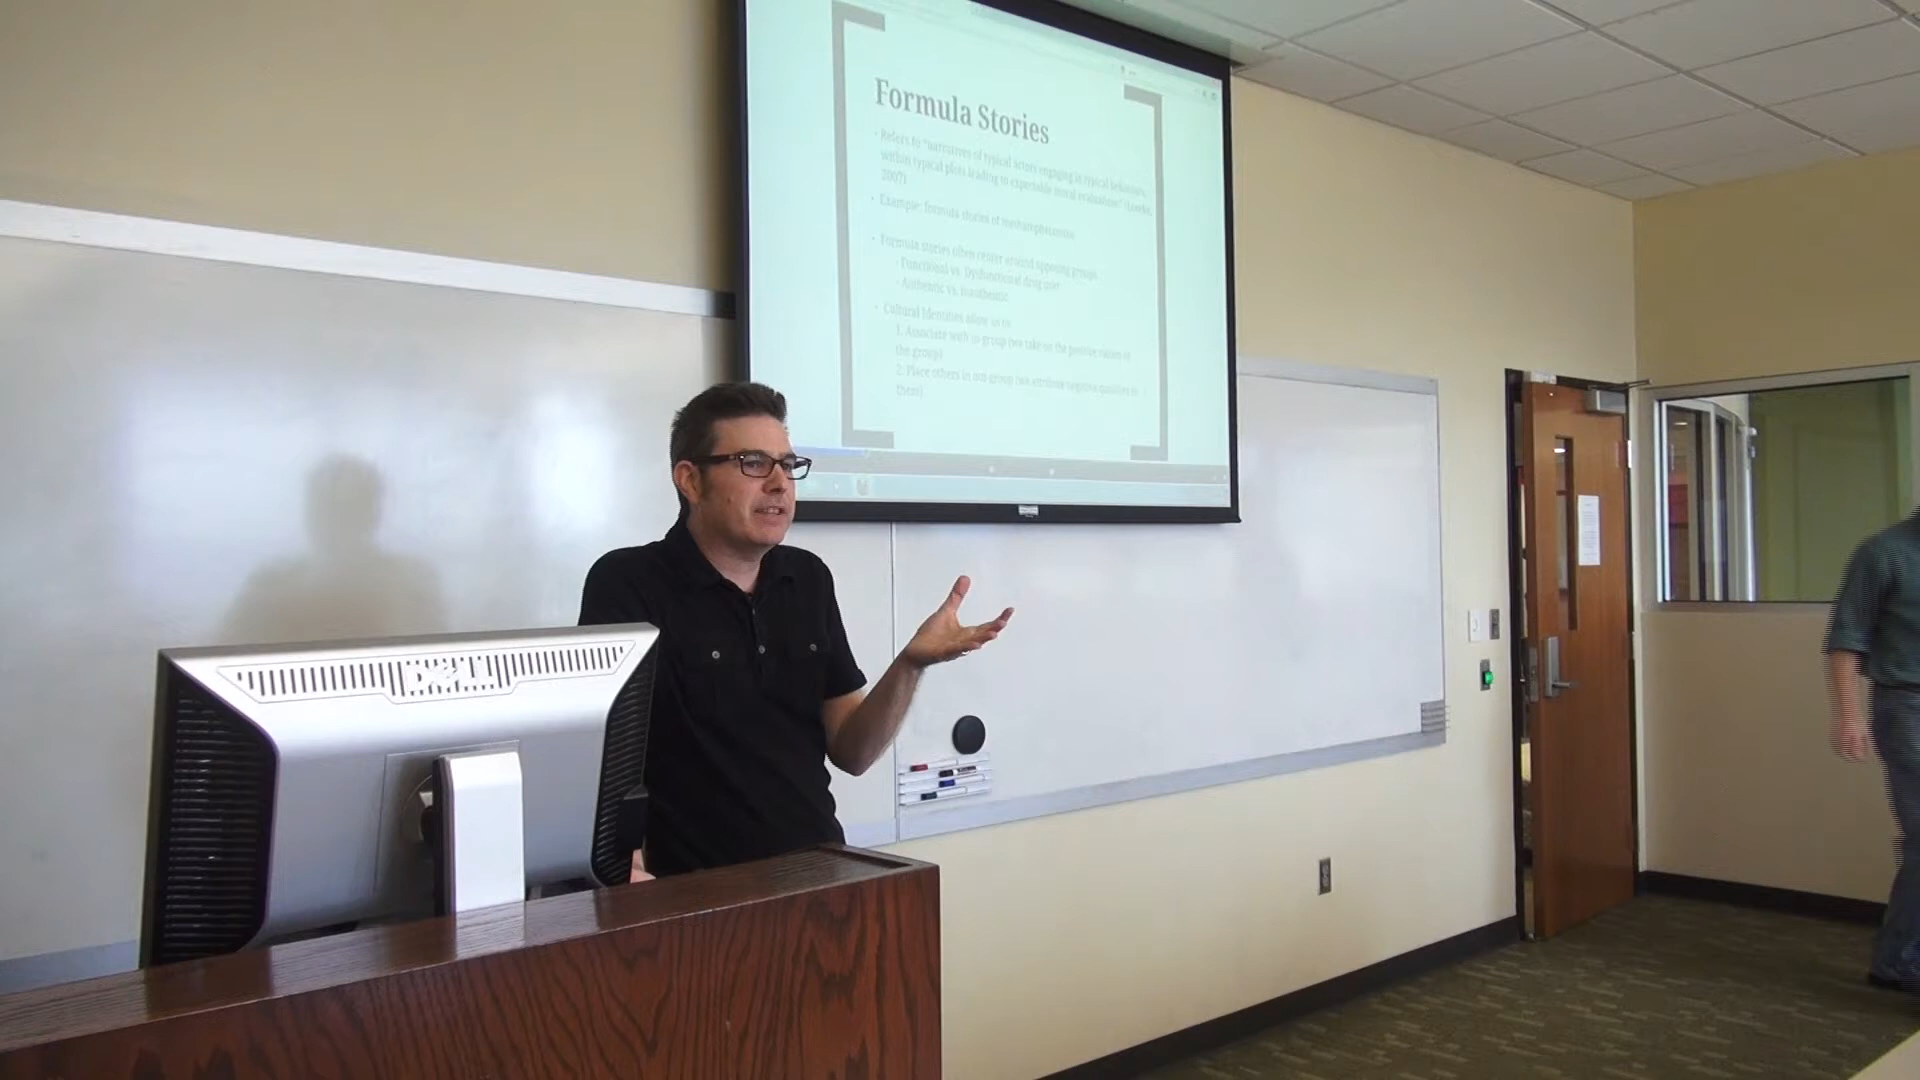 Formula Stories
· Refers to "narratives of typical actors engaging in typical behaviors
within typical plots leading to expectable moral evaluations" (Loseke,
2007)
· Example: formula stories of methamphetamine
· Formula stories often center around opposing groups
· Functional vs. Dysfunctional drug user
· Authentic vs. Inauthentic
· Cultural Identities allow us to
1. Associate with us group (we take on the positive values of
the group)
2. Place others in not-group (we attribute negative qualities to
them)
DELL